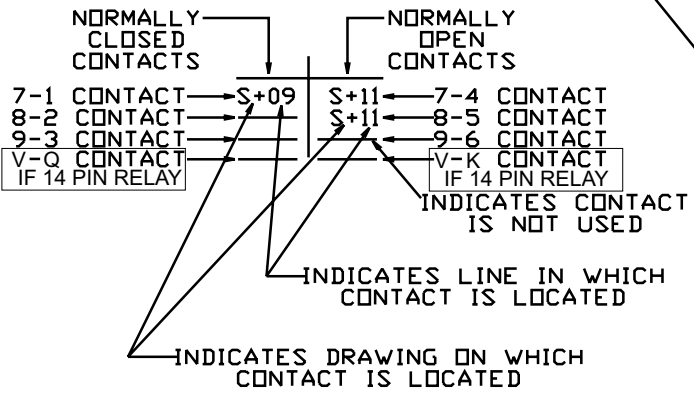 NORMALLY CLOSED CONTACTS
NORMALLY OPEN CONTACTS
7-1 CONTACT S+09 S+11 7-4 CONTACT
8-2 CONTACT S+11 8-5 CONTACT
9-3 CONTACT 9-6 CONTACT
V-Q CONTACT V-K CONTACT
IF 14 PIN RELAY IF 14 PIN RELAY
INDICATES CONTACT
IS NOT USED
INDICATES LINE IN WHICH
CONTACT IS LOCATED
INDICATES DRAWING ON WHICH
CONTACT IS LOCATED